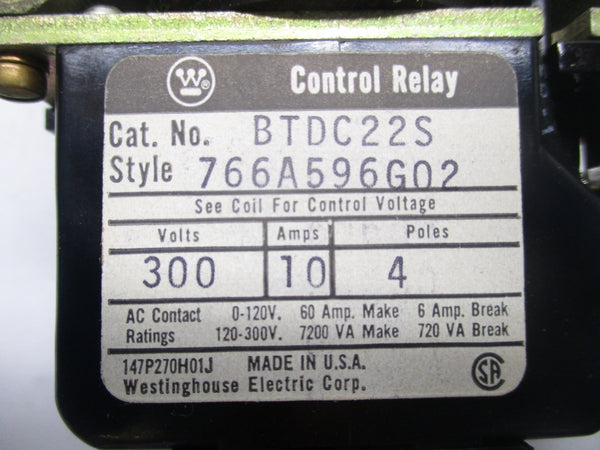 W Control Relay
Cat. No. BTDC22S
Style 766A596G02
See Coil For Control Voltage
Volts Amps Poles
300 10 4
AC Contact 0-120V. 60 Amp. Make 6 Amp. Break
Ratings 120-300V. 7200 VA Make 720 VA Break
147P270H01J MADE IN U.S.A.
Westinghouse Electric Corp. SA